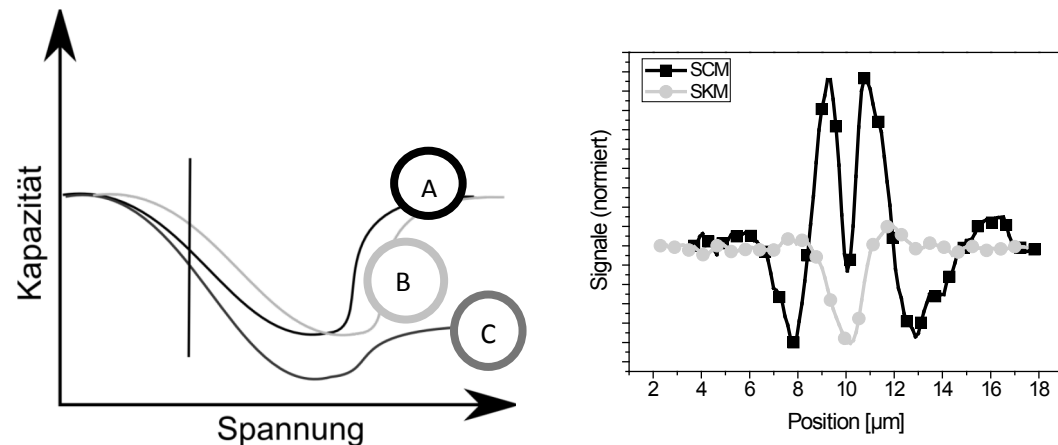 Kapazität
A
B
C
Spannung
SCM
SKM
Signale (normiert)
2 4 6 8 10 12 14 16 18
Position [µm]